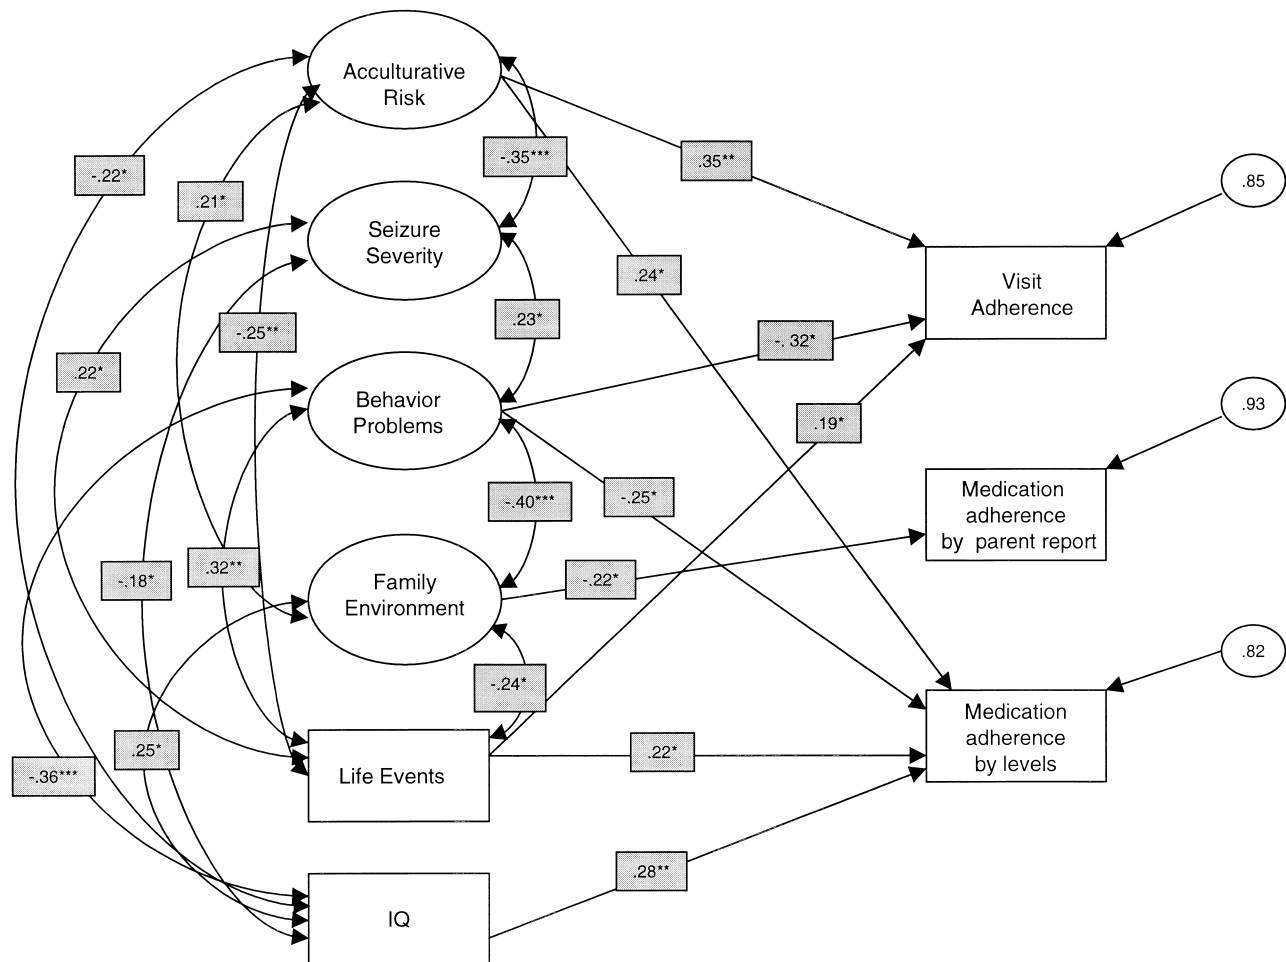 Acculturative
Risk
-.35***
-.22*
.35**
.21*
.85
Seizure
Severity
.24*
Visit
Adherence
.23*
-.25**
-. 32*
.22*
Behavior
Problems
.93
.19*
-.40***
-.25*
Medication
adherence
by parent report
.32**
-.18*
-.22*
Family
Environment
.82
-.24*
Medication
adherence
by levels
.25*
.22*
-.36***
Life Events
.28**
IQ